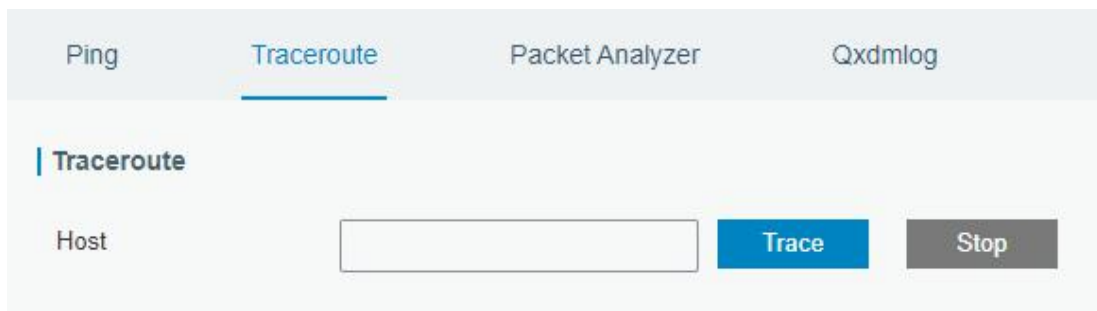 Ping Traceroute Packet Analyzer Qxdmlog
Traceroute
Host Trace Stop